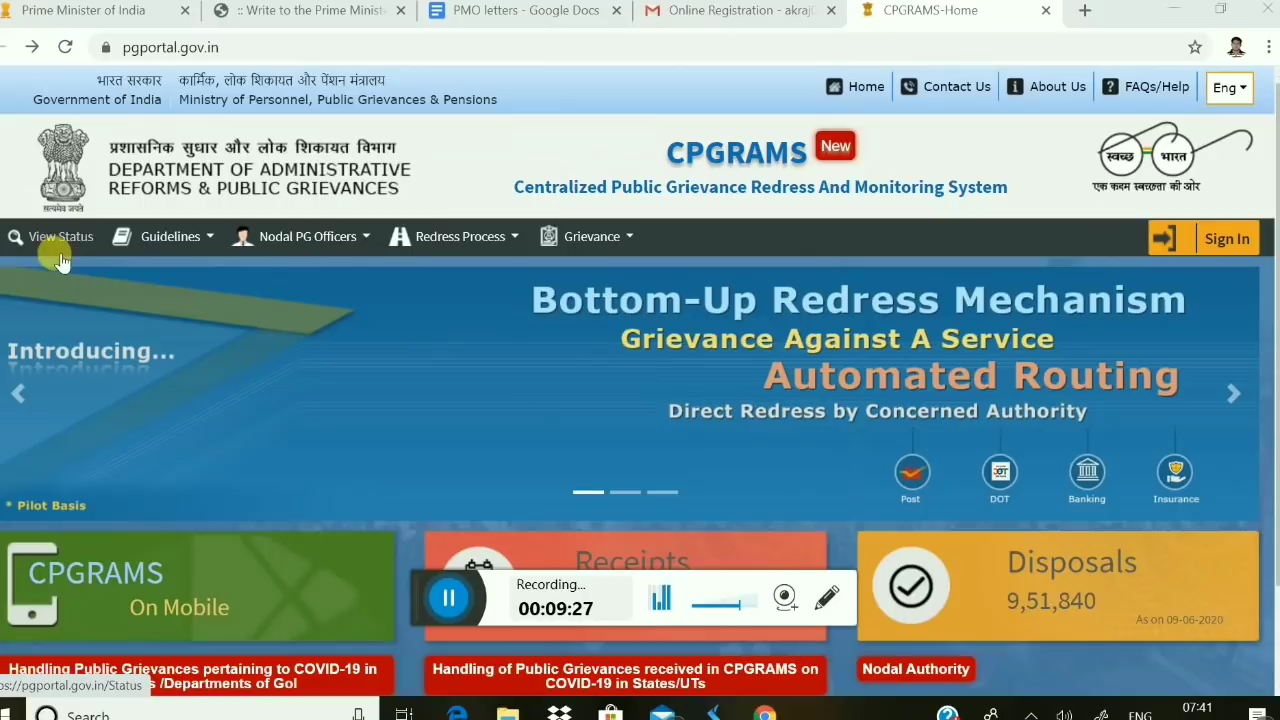 Prime Minister of India
:: Write to the Prime Minist
PMO letters - Google Docs
Online Registration - akraj
CPGRAMS-Home
pgportal.gov.in
भारत सरकार
कार्मिक, लोक शिकायत और पेंशन मंत्रालय
Government of India
Ministry of Personnel, Public Grievances & Pensions
Home
Contact Us
About Us
FAQs/Help
Eng
प्रशासनिक सुधार और लोक शिकायत विभाग
DEPARTMENT OF ADMINISTRATIVE
REFORMS & PUBLIC GRIEVANCES
सत्यमेव जयते
CPGRAMS New
Centralized Public Grievance Redress And Monitoring System
स्वच्छ भारत
एक कदम स्वच्छता की ओर
View Status
Guidelines
Nodal PG Officers
Redress Process
Grievance
Sign In
Introducing...
Bottom-Up Redress Mechanism
Grievance Against A Service
Automated Routing
Direct Redress by Concerned Authority
Post
DOT
Banking
Insurance
* Pilot Basis
CPGRAMS
On Mobile
Receipts
Disposals
9,51,840
As on 09-06-2020
Recording...
00:09:27
Handling Public Grievances pertaining to COVID-19 in
/Departments of GoI
Handling of Public Grievances received in CPGRAMS on
COVID-19 in States/UTs
Nodal Authority
ps://pgportal.gov.in/Status
Search
ENG
07:41